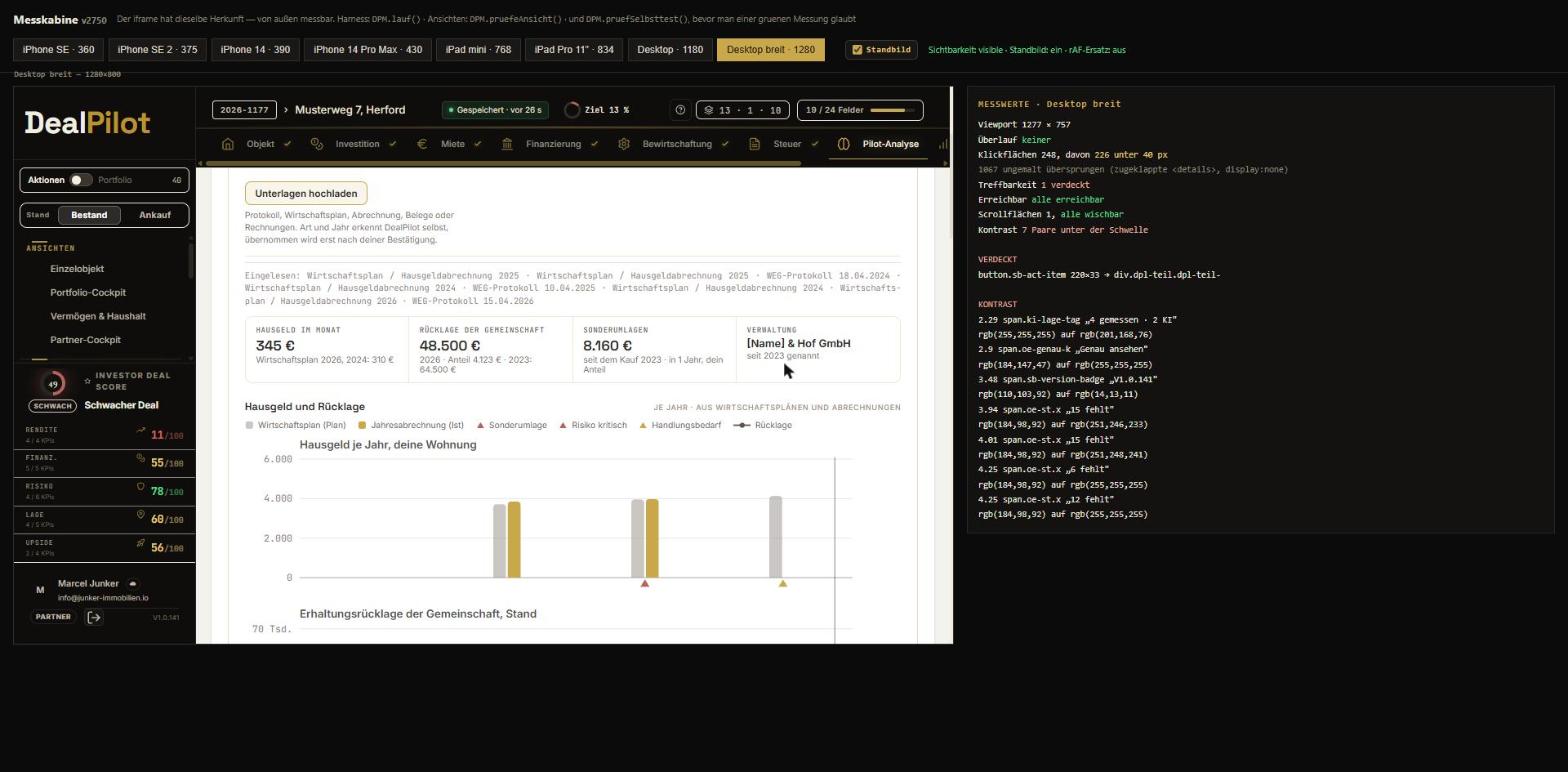 Messkabine v2750 Der iframe hat dieselbe Herkunft — von außen messbar. Harness: DPM.lauf() · Ansichten: DPM.pruefeAnsicht() · und DPM.pruefSelbsttest(), bevor man einer gruenen Messung glaubt
iPhone SE · 360 iPhone SE 2 · 375 iPhone 14 · 390 iPhone 14 Pro Max · 430 iPad mini · 768 iPad Pro 11" · 834 Desktop · 1180 Desktop breit · 1280 Standbild Sichtbarkeit: visible · Standbild: ein · rAF-Ersatz: aus
Desktop breit — 1280×800
DealPilot
2026-1177 › Musterweg 7, Herford Gespeichert · vor 26 s Ziel 13 % 13 · 1 · 10 19 / 24 Felder
Objekt Investition Miete Finanzierung Bewirtschaftung Steuer Pilot-Analyse
Aktionen Portfolio 40
Stand Bestand Ankauf
ANSICHTEN
Einzelobjekt
Portfolio-Cockpit
Vermögen & Haushalt
Partner-Cockpit
49
INVESTOR DEAL
SCORE
SCHWACH Schwacher Deal
RENDITE
4 / 4 KPIs
11/100
FINANZ.
5 / 5 KPIs
55/100
RISIKO
4 / 6 KPIs
78/100
LAGE
4 / 5 KPIs
60/100
UPSIDE
2 / 4 KPIs
56/100
M Marcel Junker
info@junker-immobilien.io
PARTNER V1.0.141
Unterlagen hochladen
Protokoll, Wirtschaftsplan, Abrechnung, Belege oder
Rechnungen. Art und Jahr erkennt DealPilot selbst,
übernommen wird erst nach deiner Bestätigung.
Eingelesen: Wirtschaftsplan / Hausgeldabrechnung 2025 · Wirtschaftsplan / Hausgeldabrechnung 2025 · WEG-Protokoll 18.04.2024 ·
Wirtschaftsplan / Hausgeldabrechnung 2024 · WEG-Protokoll 10.04.2025 · Wirtschaftsplan / Hausgeldabrechnung 2024 · Wirtschafts-
plan / Hausgeldabrechnung 2026 · WEG-Protokoll 15.04.2026
HAUSGELD IM MONAT
345 €
Wirtschaftsplan 2026, 2024: 310 €
RÜCKLAGE DER GEMEINSCHAFT
48.500 €
2026 · Anteil 4.123 € · 2023:
64.500 €
SONDERUMLAGEN
8.160 €
seit dem Kauf 2023 · in 1 Jahr, dein
Anteil
VERWALTUNG
[Name] & Hof GmbH
seit 2023 genannt
Hausgeld und Rücklage JE JAHR · AUS WIRTSCHAFTSPLÄNEN UND ABRECHNUNGEN
Wirtschaftsplan (Plan) Jahresabrechnung (Ist) Sonderumlage Risiko kritisch Handlungsbedarf Rücklage
Hausgeld je Jahr, deine Wohnung
6.000
4.000
2.000
0
Erhaltungsrücklage der Gemeinschaft, Stand
70 Tsd.
MESSWERTE · Desktop breit
Viewport 1277 × 757
Überlauf keiner
Klickflächen 248, davon 226 unter 40 px
1067 ungemalt übersprungen (zugeklappte <details>, display:none)
Treffbarkeit 1 verdeckt
Erreichbar alle erreichbar
Scrollflächen 1, alle wischbar
Kontrast 7 Paare unter der Schwelle
VERDECKT
button.sb-act-item 220×33 → div.dpl-teil.dpl-teil-
KONTRAST
2.29 span.ki-lage-tag „4 gemessen · 2 KI"
rgb(255,255,255) auf rgb(201,168,76)
2.9 span.oe-genau-k „Genau ansehen"
rgb(184,147,47) auf rgb(255,255,255)
3.48 span.sb-version-badge „V1.0.141"
rgb(110,103,92) auf rgb(14,13,11)
3.94 span.oe-st.x „15 fehlt"
rgb(184,98,92) auf rgb(251,246,233)
4.01 span.oe-st.x „15 fehlt"
rgb(184,98,92) auf rgb(251,248,241)
4.25 span.oe-st.x „6 fehlt"
rgb(184,98,92) auf rgb(255,255,255)
4.25 span.oe-st.x „12 fehlt"
rgb(184,98,92) auf rgb(255,255,255)